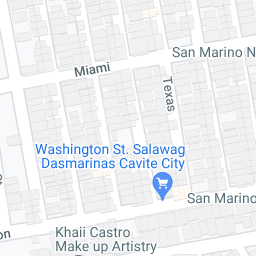 San Marino N
Miami
Texas
Washington St. Salawag
Dasmarinas Cavite City
San Marino
on
Khaii Castro
Make up Artistry